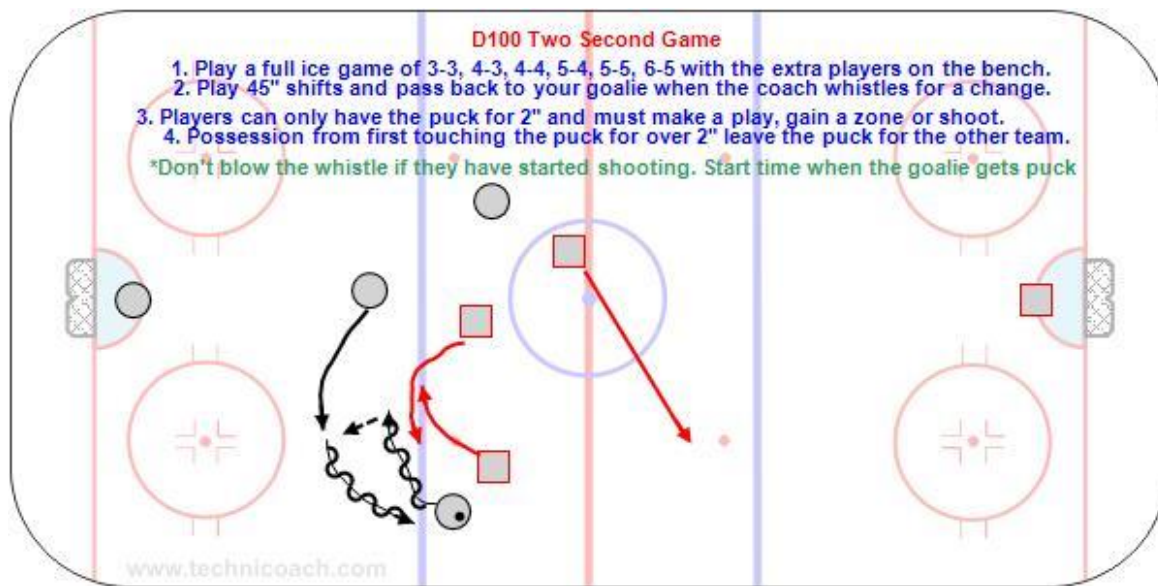 D100 Two Second Game
1. Play a full ice game of 3-3, 4-3, 4-4, 5-4, 5-5, 6-5 with the extra players on the bench.
2. Play 45" shifts and pass back to your goalie when the coach whistles for a change.
3. Players can only have the puck for 2" and must make a play, gain a zone or shoot.
4. Possession from first touching the puck for over 2" leave the puck for the other team.
*Don't blow the whistle if they have started shooting. Start time when the goalie gets puck
www.technicoach.com